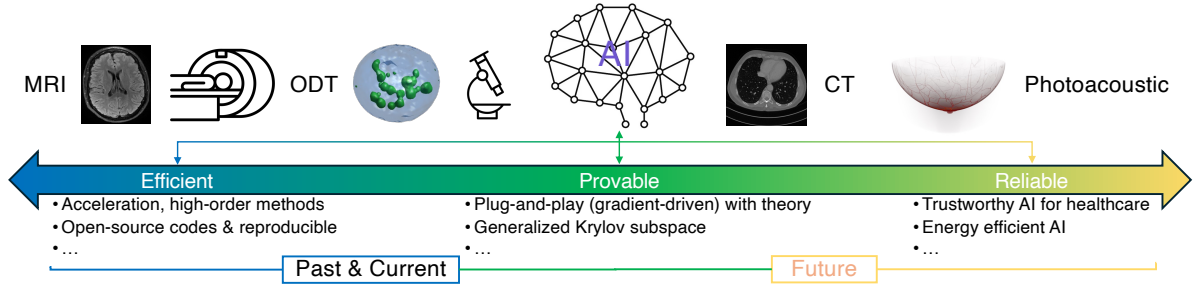 MRI
ODT
AI
CT
Photoacoustic
Efficient
Provable
Reliable
• Acceleration, high-order methods
• Open-source codes & reproducible
• …
• Plug-and-play (gradient-driven) with theory
• Generalized Krylov subspace
• …
• Trustworthy AI for healthcare
• Energy efficient AI
• …
Past & Current
Future